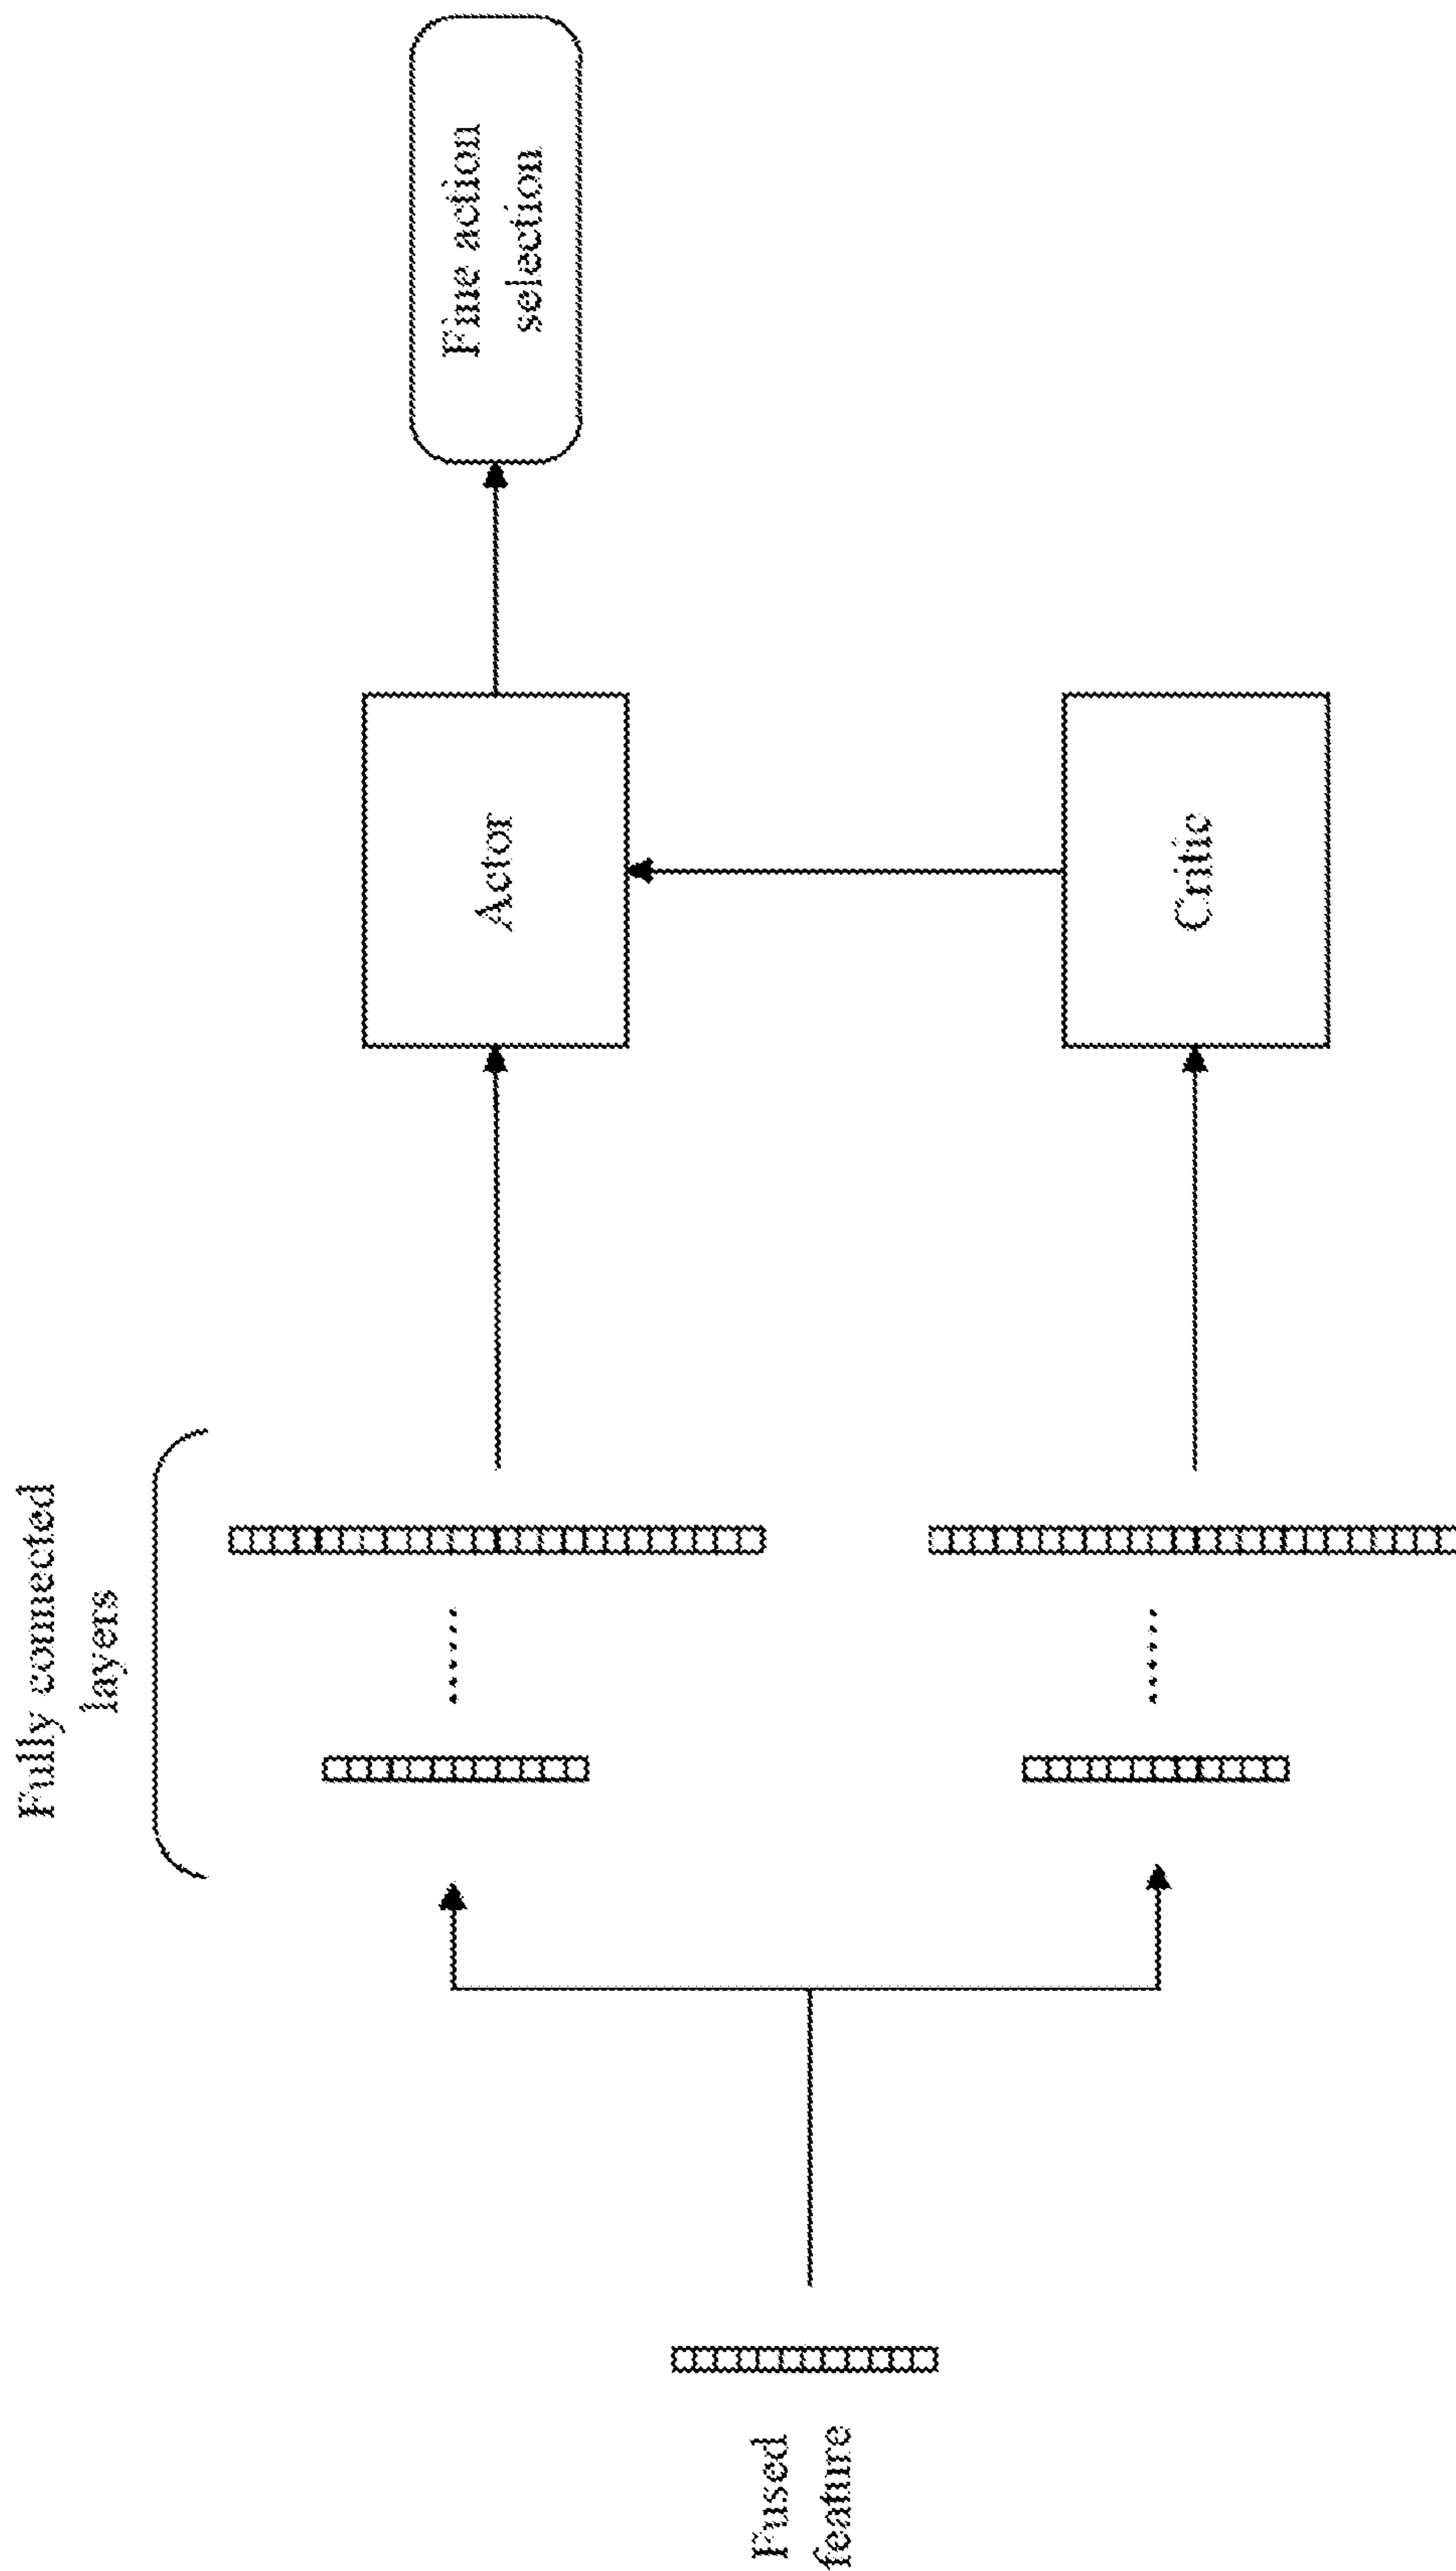 Fused
feature
Fully connected
layers
Actor
Critic
Fine action
selection